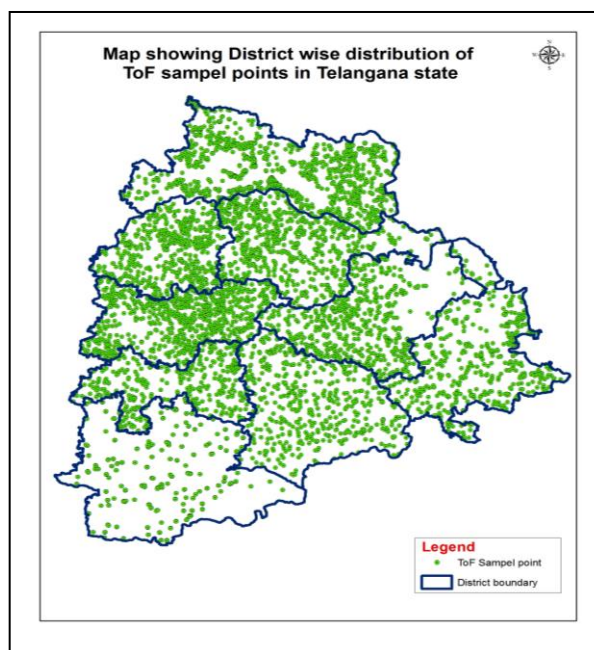 Map showing District wise distribution of
ToF sampel points in Telangana state
Legend
ToF Sampel point
District boundary